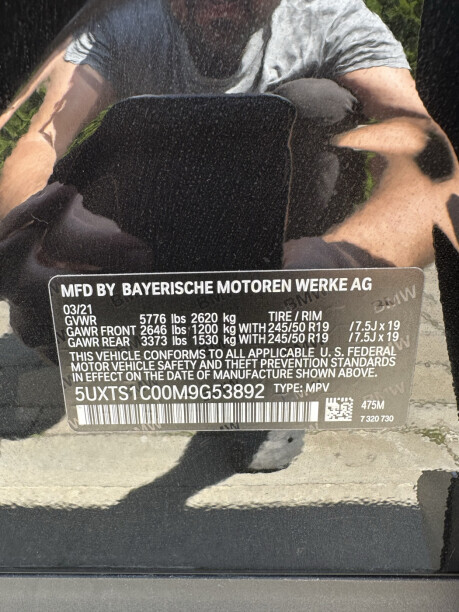 MFD BY BAYERISCHE MOTOREN WERKE AG
03/21
GVWR 5776 lbs 2620 kg TIRE / RIM
GAWR FRONT 2646 lbs 1200 kg WITH 245/50 R19 / 7.5J x 19
GAWR REAR 3373 lbs 1530 kg WITH 245/50 R19 / 7.5J x 19
THIS VEHICLE CONFORMS TO ALL APPLICABLE U. S. FEDERAL
MOTOR VEHICLE SAFETY AND THEFT PREVENTION STANDARDS
IN EFFECT ON THE DATE OF MANUFACTURE SHOWN ABOVE.
5UXTS1C00M9G53892 TYPE: MPV
475M
7 320 730
BMW